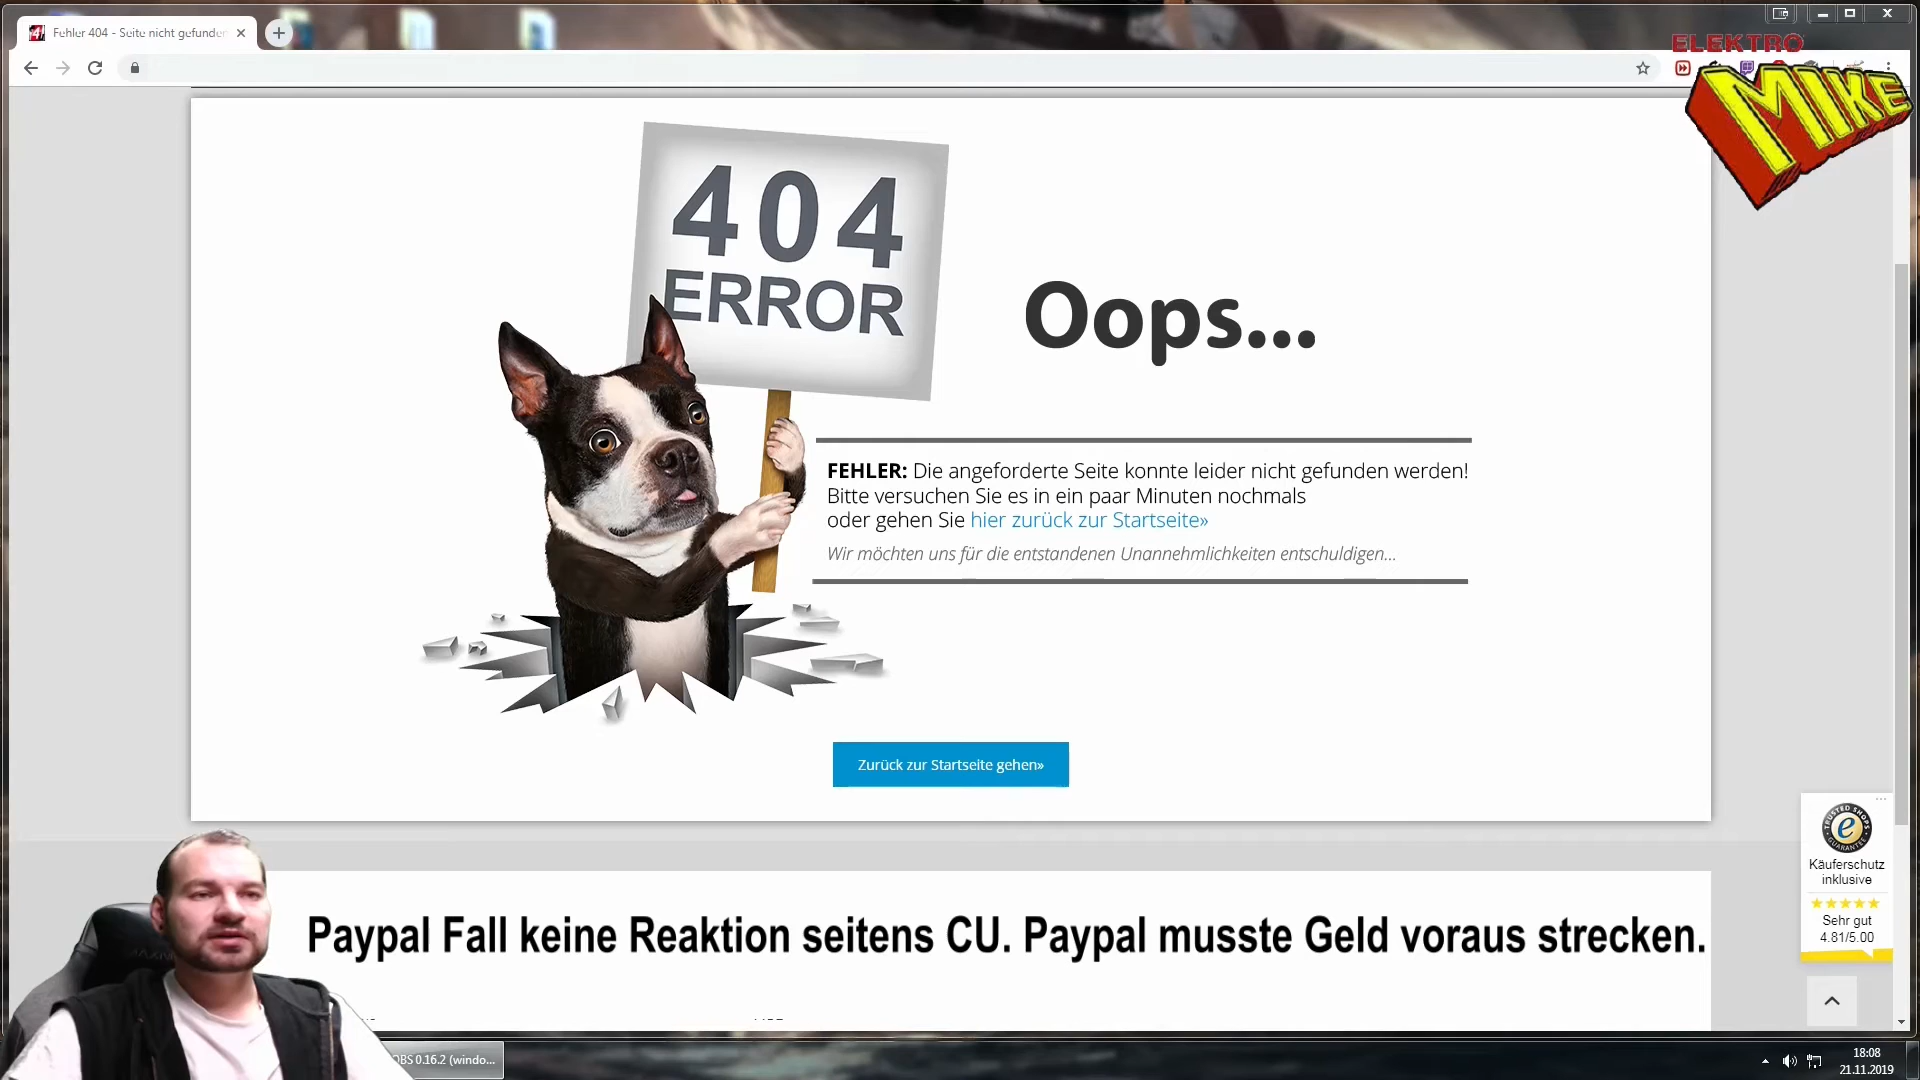 Fehler 404 - Seite nicht gefunden
ELEKTRO
MIKE
404
ERROR
Oops...
FEHLER: Die angeforderte Seite konnte leider nicht gefunden werden!
Bitte versuchen Sie es in ein paar Minuten nochmals
oder gehen Sie hier zurück zur Startseite»
Wir möchten uns für die entstandenen Unannehmlichkeiten entschuldigen...
Zurück zur Startseite gehen»
TRUSTED SHOPS
GUARANTEE
Käuferschutz
inklusive
Sehr gut
4.81/5.00
Paypal Fall keine Reaktion seitens CU. Paypal musste Geld voraus strecken.
OBS 0.16.2 (windo...
18:08
21.11.2019